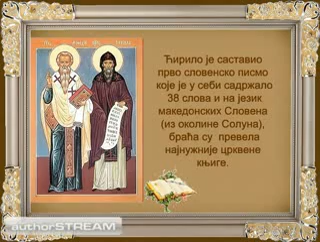 Ћирило је саставио
прво словенско писмо
које је у себи садржало
38 слова и на језик
македонских Словена
(из околине Солуна),
браћа су превела
најнужније црквене
књиге.
authorSTREAM